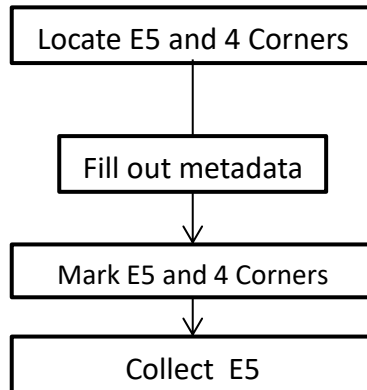 Locate E5 and 4 Corners
Fill out metadata
Mark E5 and 4 Corners
Collect E5